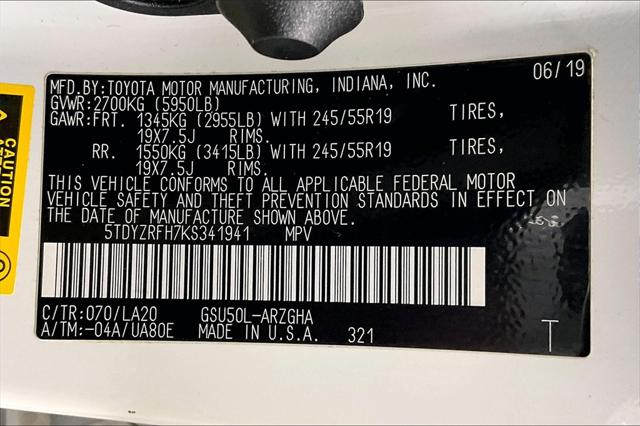 MFD.BY:TOYOTA MOTOR MANUFACTURING, INDIANA, INC. 06/19
GVWR:2700KG (5950LB)
GAWR:FRT. 1345KG (2955LB) WITH 245/55R19 TIRES,
19X7.5J RIMS.
RR. 1550KG (3415LB) WITH 245/55R19 TIRES,
19X7.5J RIMS.
THIS VEHICLE CONFORMS TO ALL APPLICABLE FEDERAL MOTOR
VEHICLE SAFETY AND THEFT PREVENTION STANDARDS IN EFFECT ON
THE DATE OF MANUFACTURE SHOWN ABOVE.
5TDYZRFH7KS341941 MPV
C/TR:070/LA20 GSU50L-ARZGHA
A/TM:-04A/UA80E MADE IN U.S.A. 321 T
CAUTION